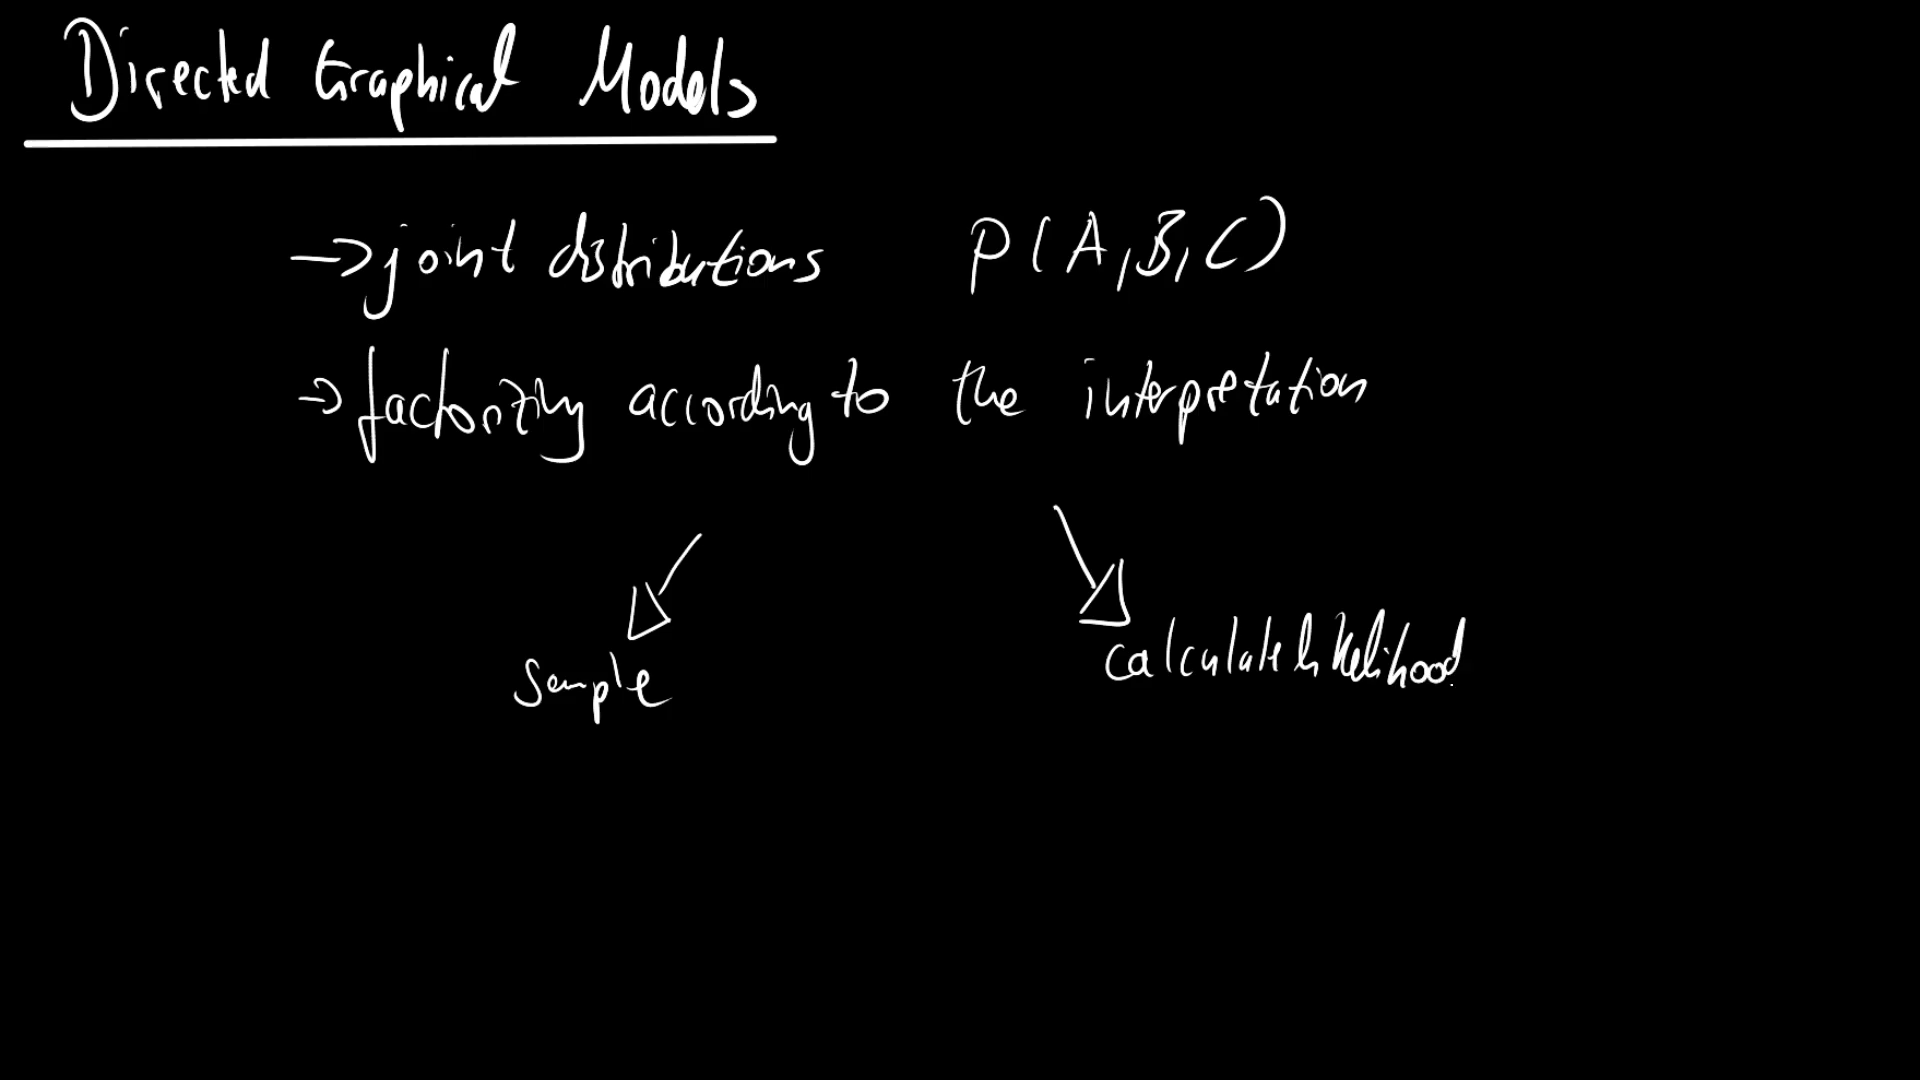 Directed Graphical Models
→ joint distributions P(A,B,C)
→ factorizing according to the interpretation
Sample
calculate likelihood